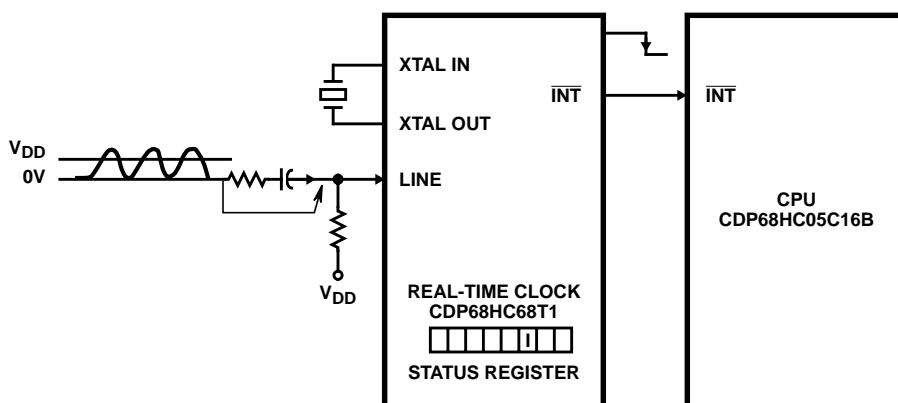 XTAL IN
INT
INT
XTAL OUT
VDD
0V
LINE
CPU
CDP68HC05C16B
VDD
REAL-TIME CLOCK
CDP68HC68T1
I
STATUS REGISTER